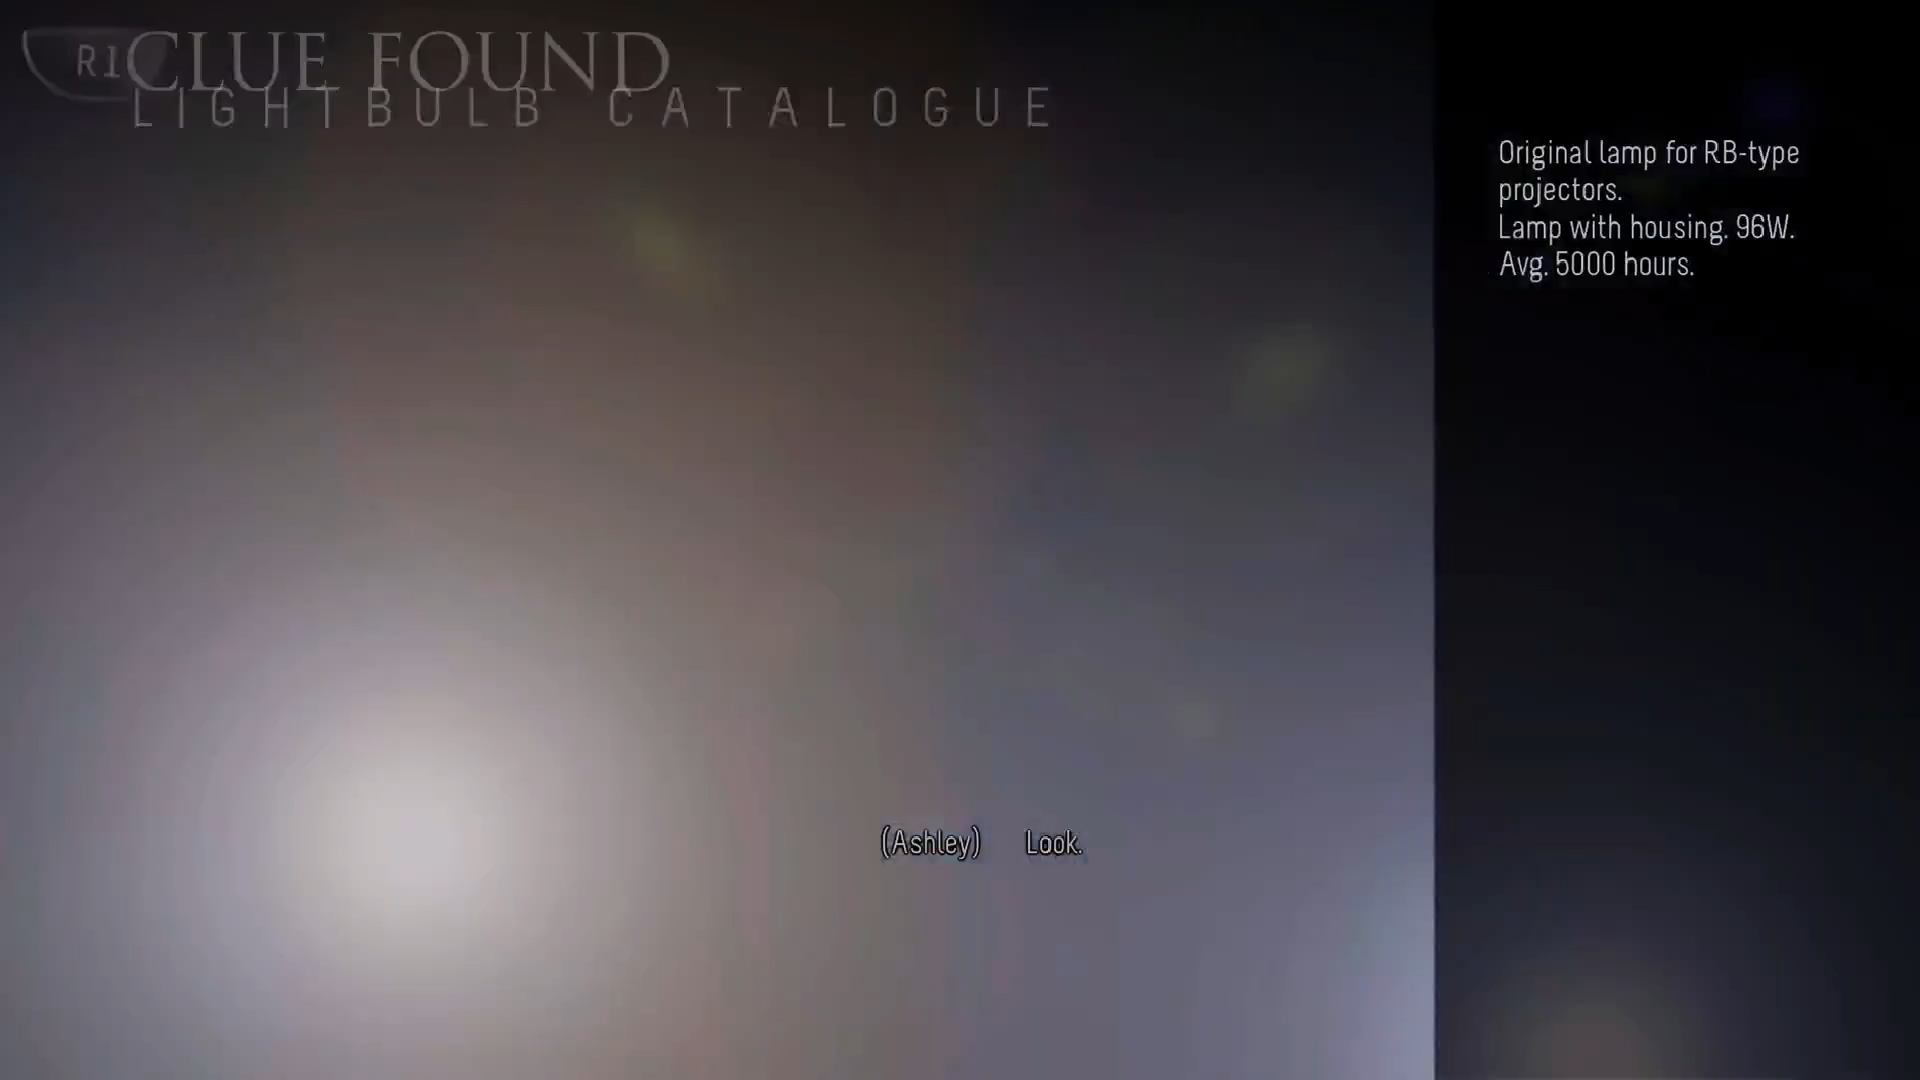 R1
CLUE FOUND
LIGHTBULB CATALOGUE
Original lamp for RB-type
projectors.
Lamp with housing. 96W.
Avg. 5000 hours.
(Ashley) Look.